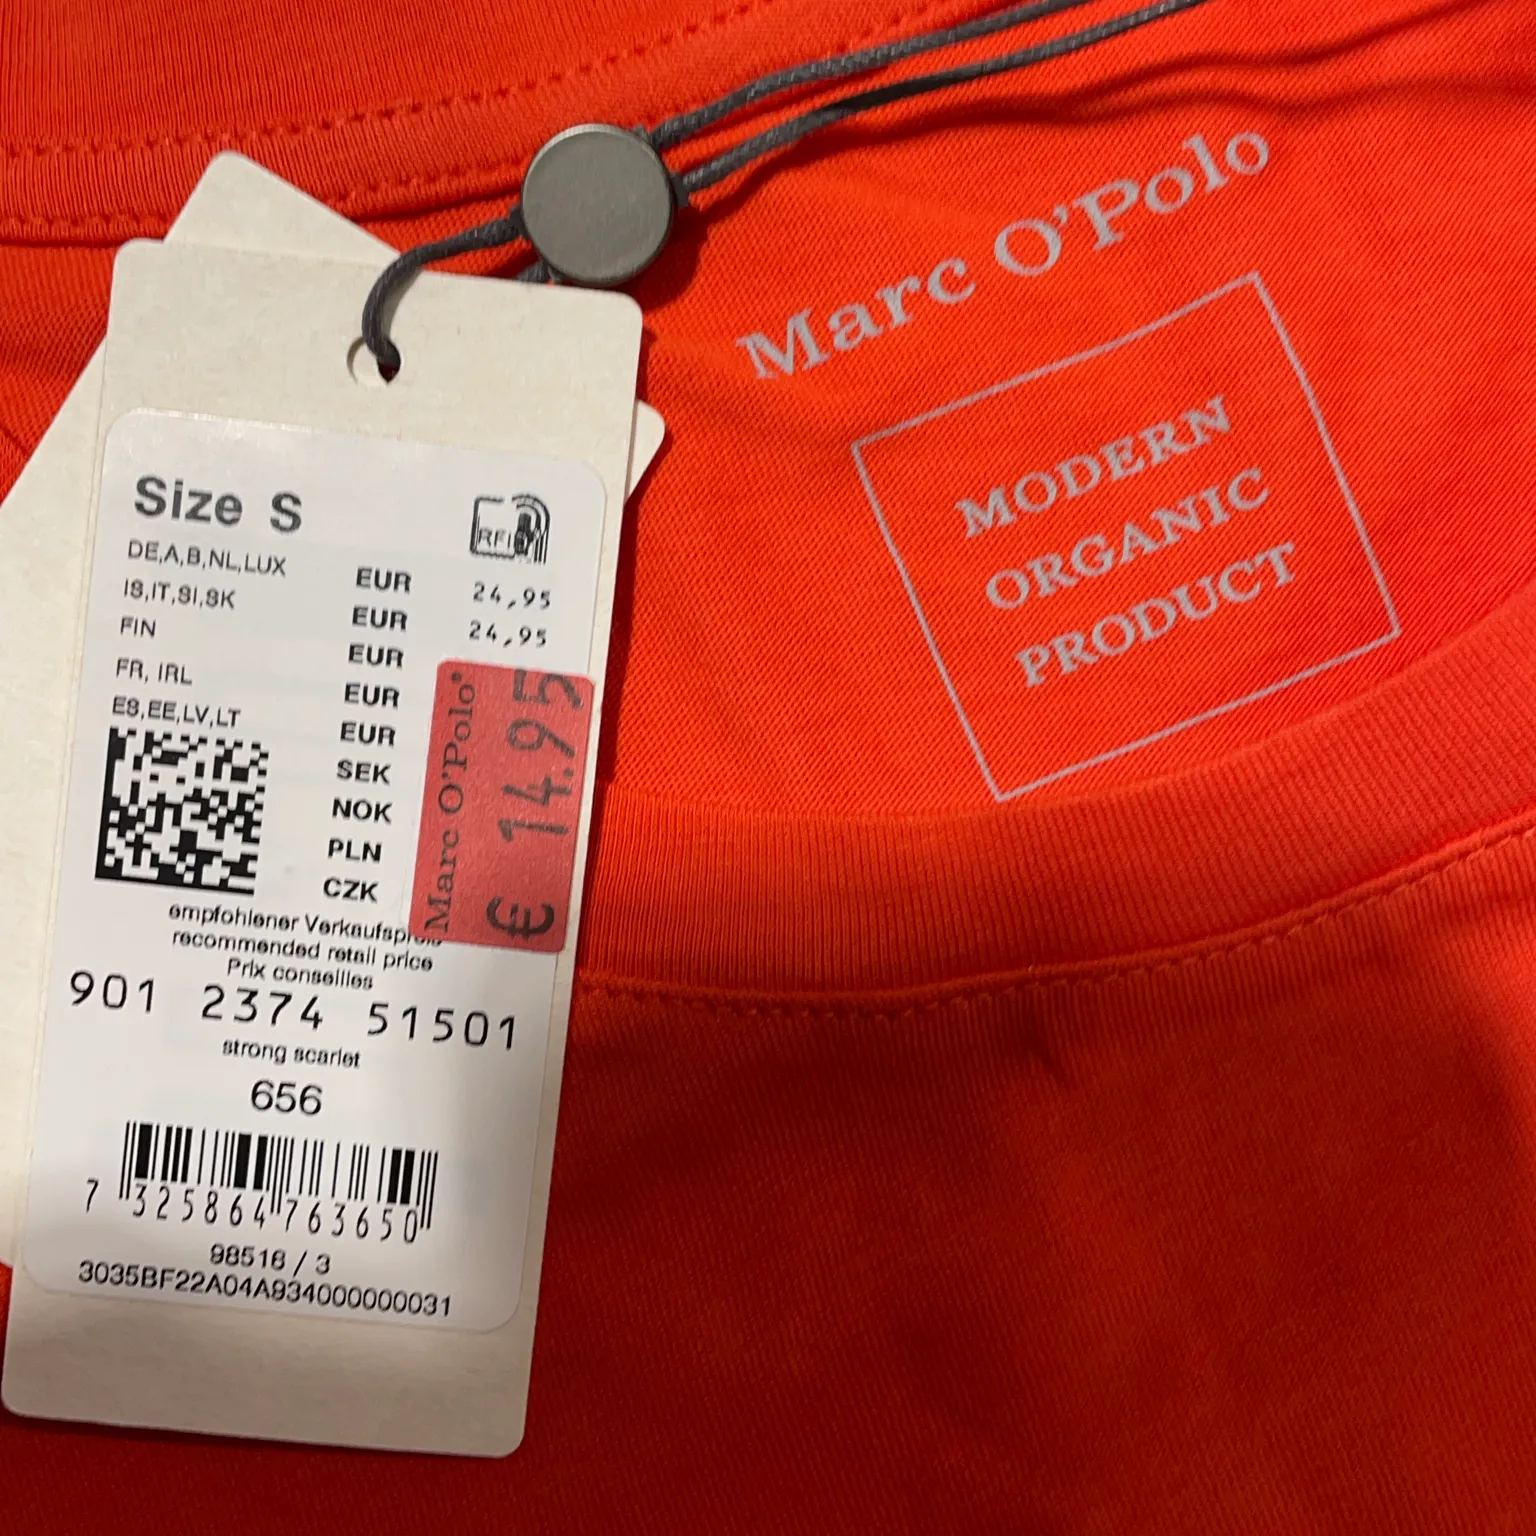 Marc O'Polo
MODERN
ORGANIC
PRODUCT
Size S
RFID
DE,A,B,NL,LUX EUR 24,95
IS,IT,SI,SK EUR 24,95
FIN EUR
FR, IRL EUR
ES,EE,LV,LT EUR
SEK
NOK
PLN
CZK
Marc O'Polo
€ 14.95
empfohlener Verkaufspreis
recommended retail price
Prix conseilles
901 2374 51501
strong scarlet
656
7 325864 763650
98518 / 3
3035BF22A04A934000000031